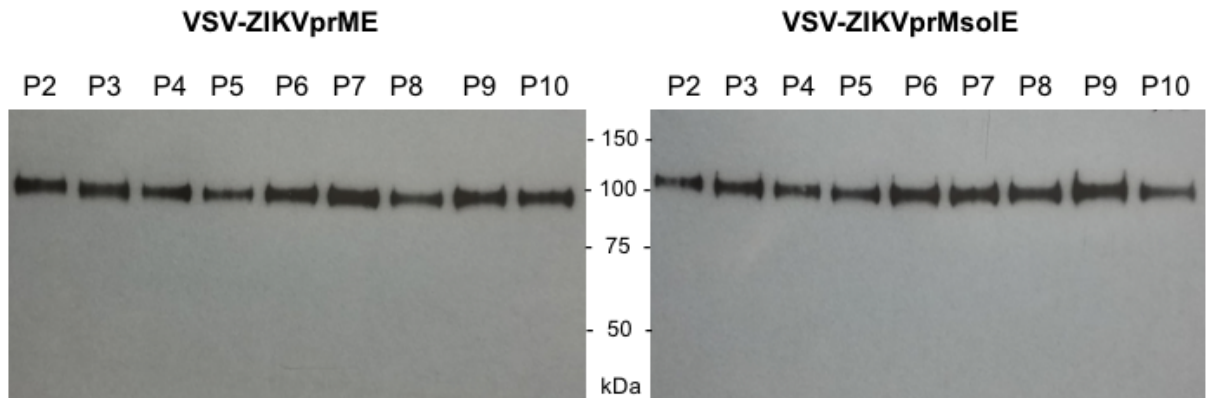 VSV-ZIKVprME
VSV-ZIKVprMsolE
P2 P3 P4 P5 P6 P7 P8 P9 P10
P2 P3 P4 P5 P6 P7 P8 P9 P10
- 150 -
- 100 -
- 75 -
- 50 -
kDa